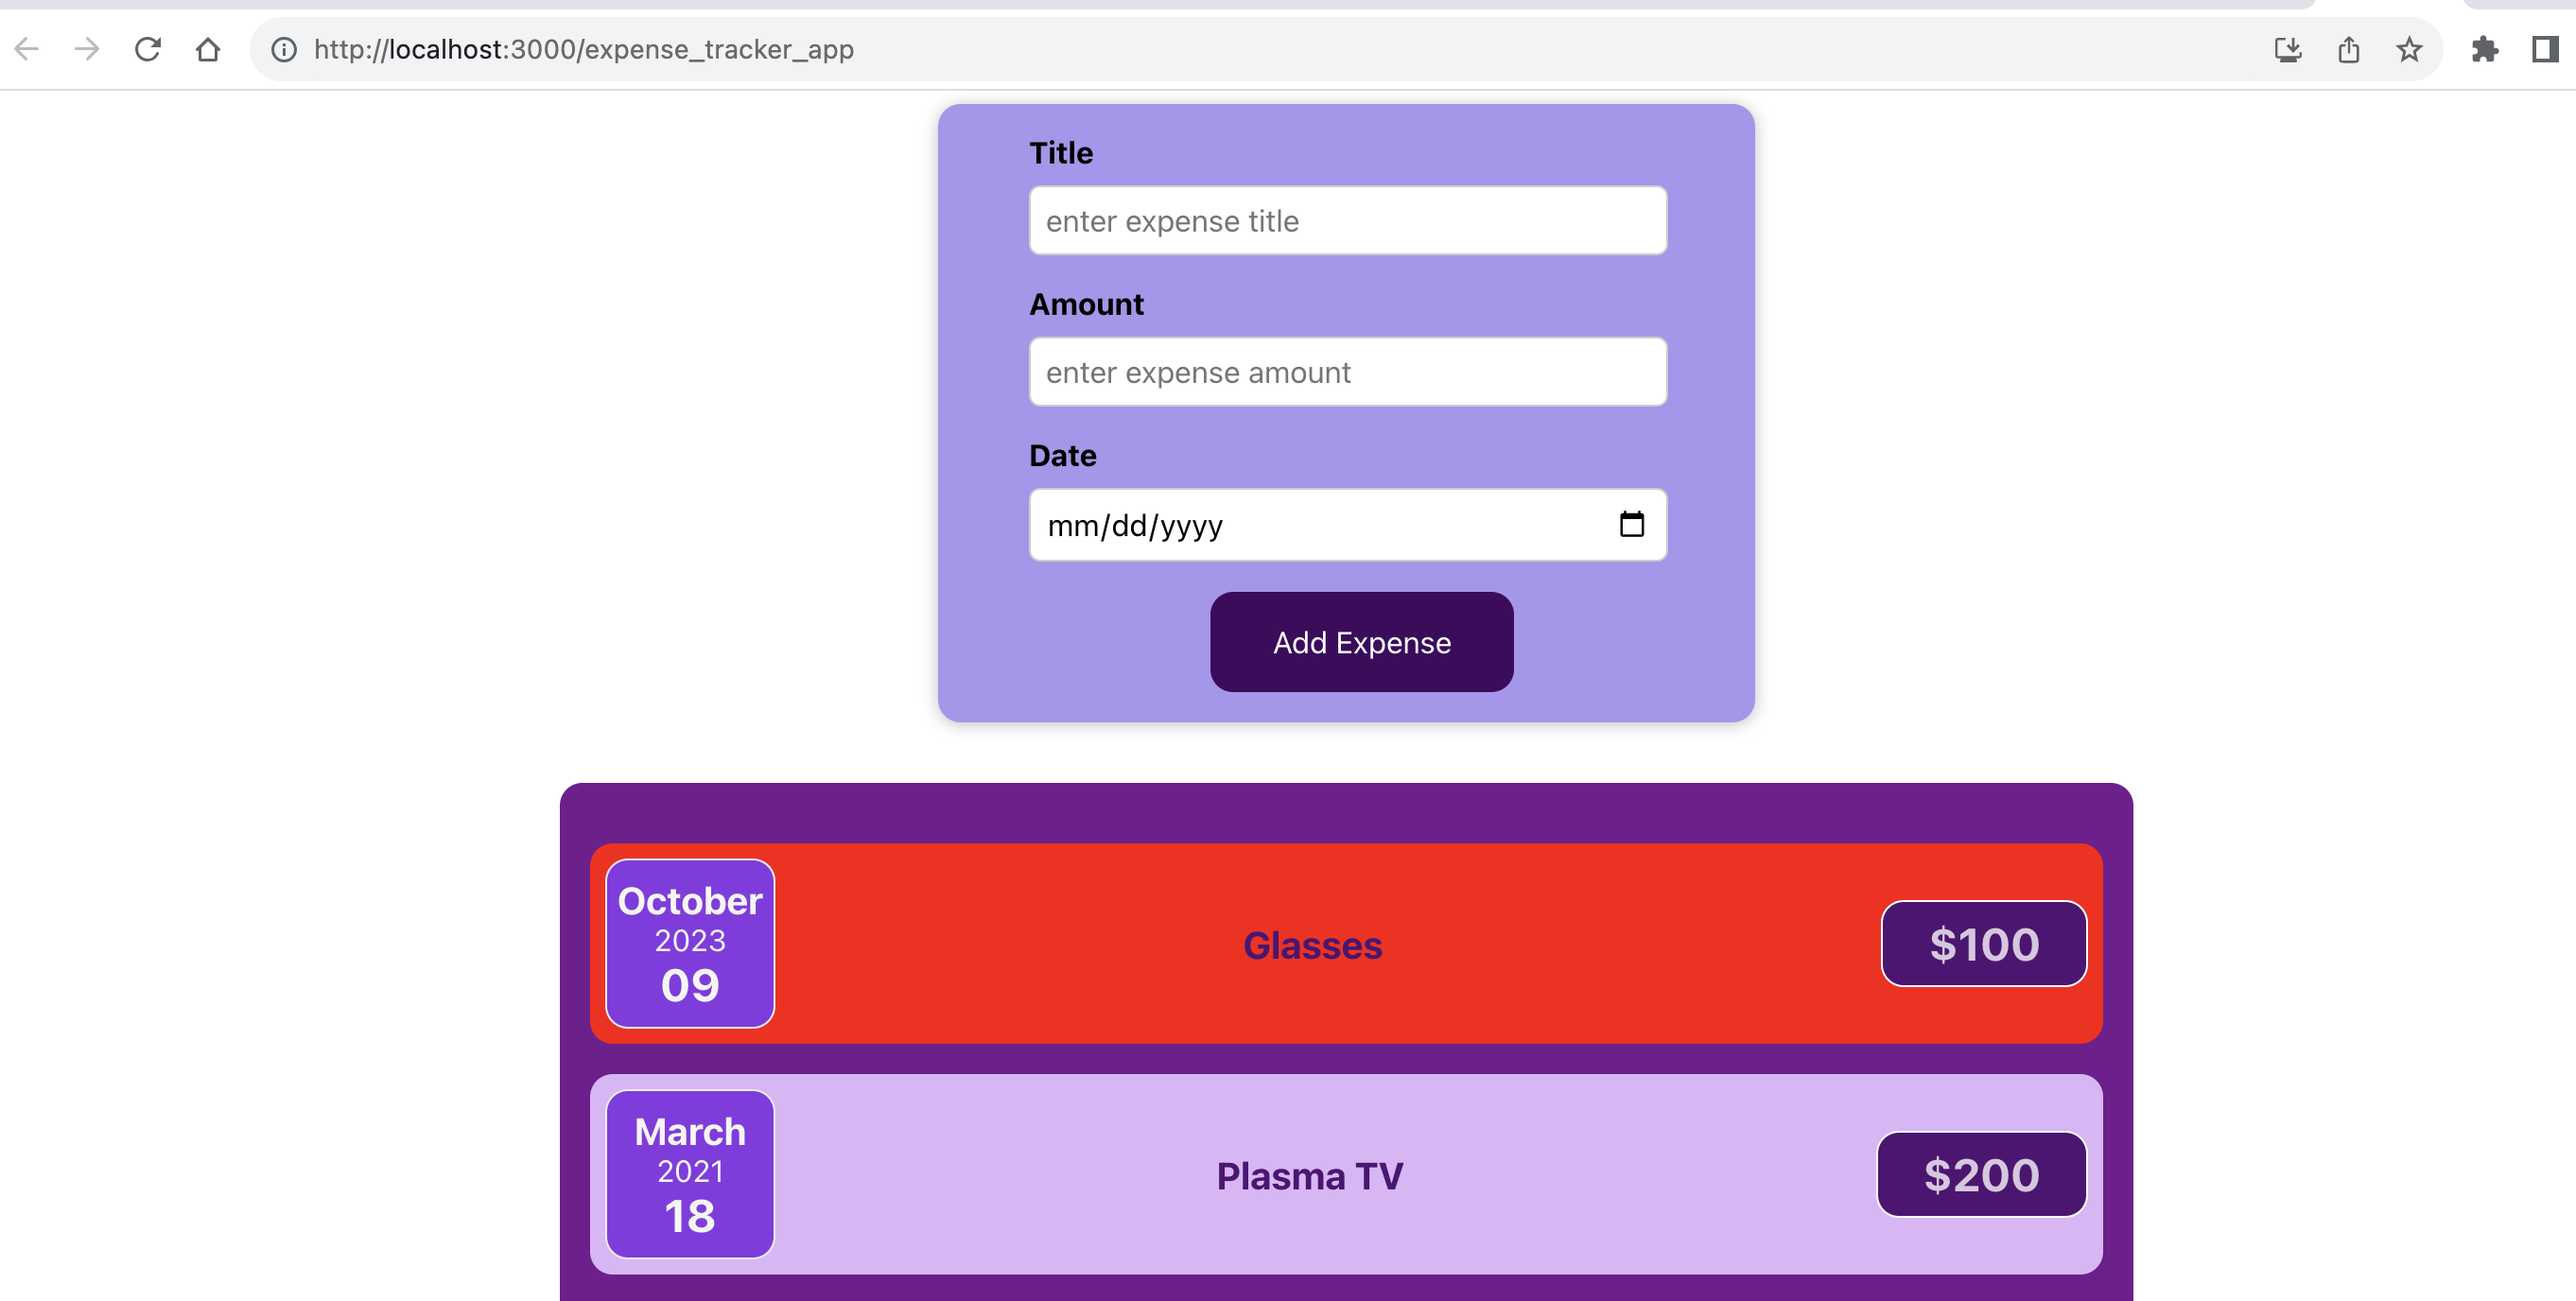 http://localhost:3000/expense_tracker_app
Title
enter expense title
Amount
enter expense amount
Date
mm/dd/yyyy
Add Expense
October
2023
09
Glasses
$100
March
2021
18
Plasma TV
$200